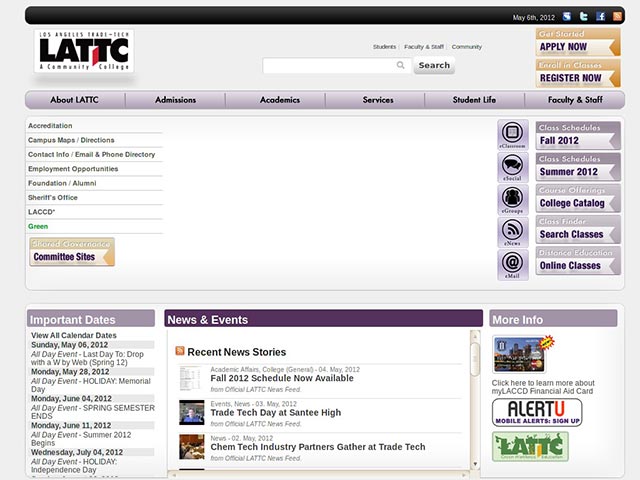 May 6th, 2012
LOS ANGELES TRADE-TECH
LATTC
A Community College
Students Faculty & Staff Community
Search
Get Started
APPLY NOW
Enroll in Classes
REGISTER NOW
About LATTC Admissions Academics Services Student Life Faculty & Staff
Accreditation
Campus Maps / Directions
Contact Info / Email & Phone Directory
Employment Opportunities
Foundation / Alumni
Sheriff's Office
LACCD*
Green
Shared Governance
Committee Sites
eClassroom
eSocial
eGroups
eNews
eMail
Class Schedules
Fall 2012
Class Schedules
Summer 2012
Course Offerings
College Catalog
Class Finder
Search Classes
Distance Education
Online Classes
Important Dates
View All Calendar Dates
Sunday, May 06, 2012
All Day Event - Last Day To: Drop
with a W by Web (Spring 12)
Monday, May 28, 2012
All Day Event - HOLIDAY: Memorial
Day
Monday, June 04, 2012
All Day Event - SPRING SEMESTER
ENDS
Monday, June 11, 2012
All Day Event - Summer 2012
Begins
Wednesday, July 04, 2012
All Day Event - HOLIDAY:
Independence Day
News & Events
Recent News Stories
Academic Affairs, College (General) - 04. May, 2012
Fall 2012 Schedule Now Available
from Official LATTC News Feed.
Events, News - 03. May, 2012
Trade Tech Day at Santee High
from Official LATTC News Feed.
News - 02. May, 2012
Chem Tech Industry Partners Gather at Trade Tech
from Official LATTC News Feed.
More Info
Click here to learn more about
myLACCD Financial Aid Card
ALERTU
MOBILE ALERTS: SIGN UP
LATTC